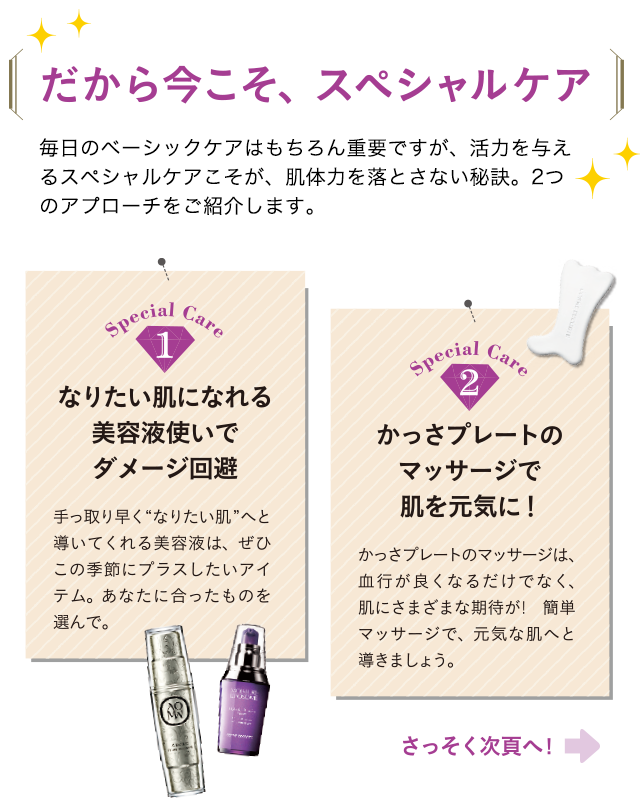 だから今こそ、スペシャルケア
毎日のベーシックケアはもちろん重要ですが、活力を与え
るスペシャルケアこそが、肌体力を落とさない秘訣。2つ
のアプローチをご紹介します。
Special Care
1
なりたい肌になれる
美容液使いで
ダメージ回避
手っ取り早く“なりたい肌”へと
導いてくれる美容液は、ぜひ
この季節にプラスしたいアイ
テム。あなたに合ったものを
選んで。
Special Care
2
かっさプレートの
マッサージで
肌を元気に!
かっさプレートのマッサージは、
血行が良くなるだけでなく、
肌にさまざまな期待が! 簡単
マッサージで、元気な肌へと
導きましょう。
さっそく次頁へ!